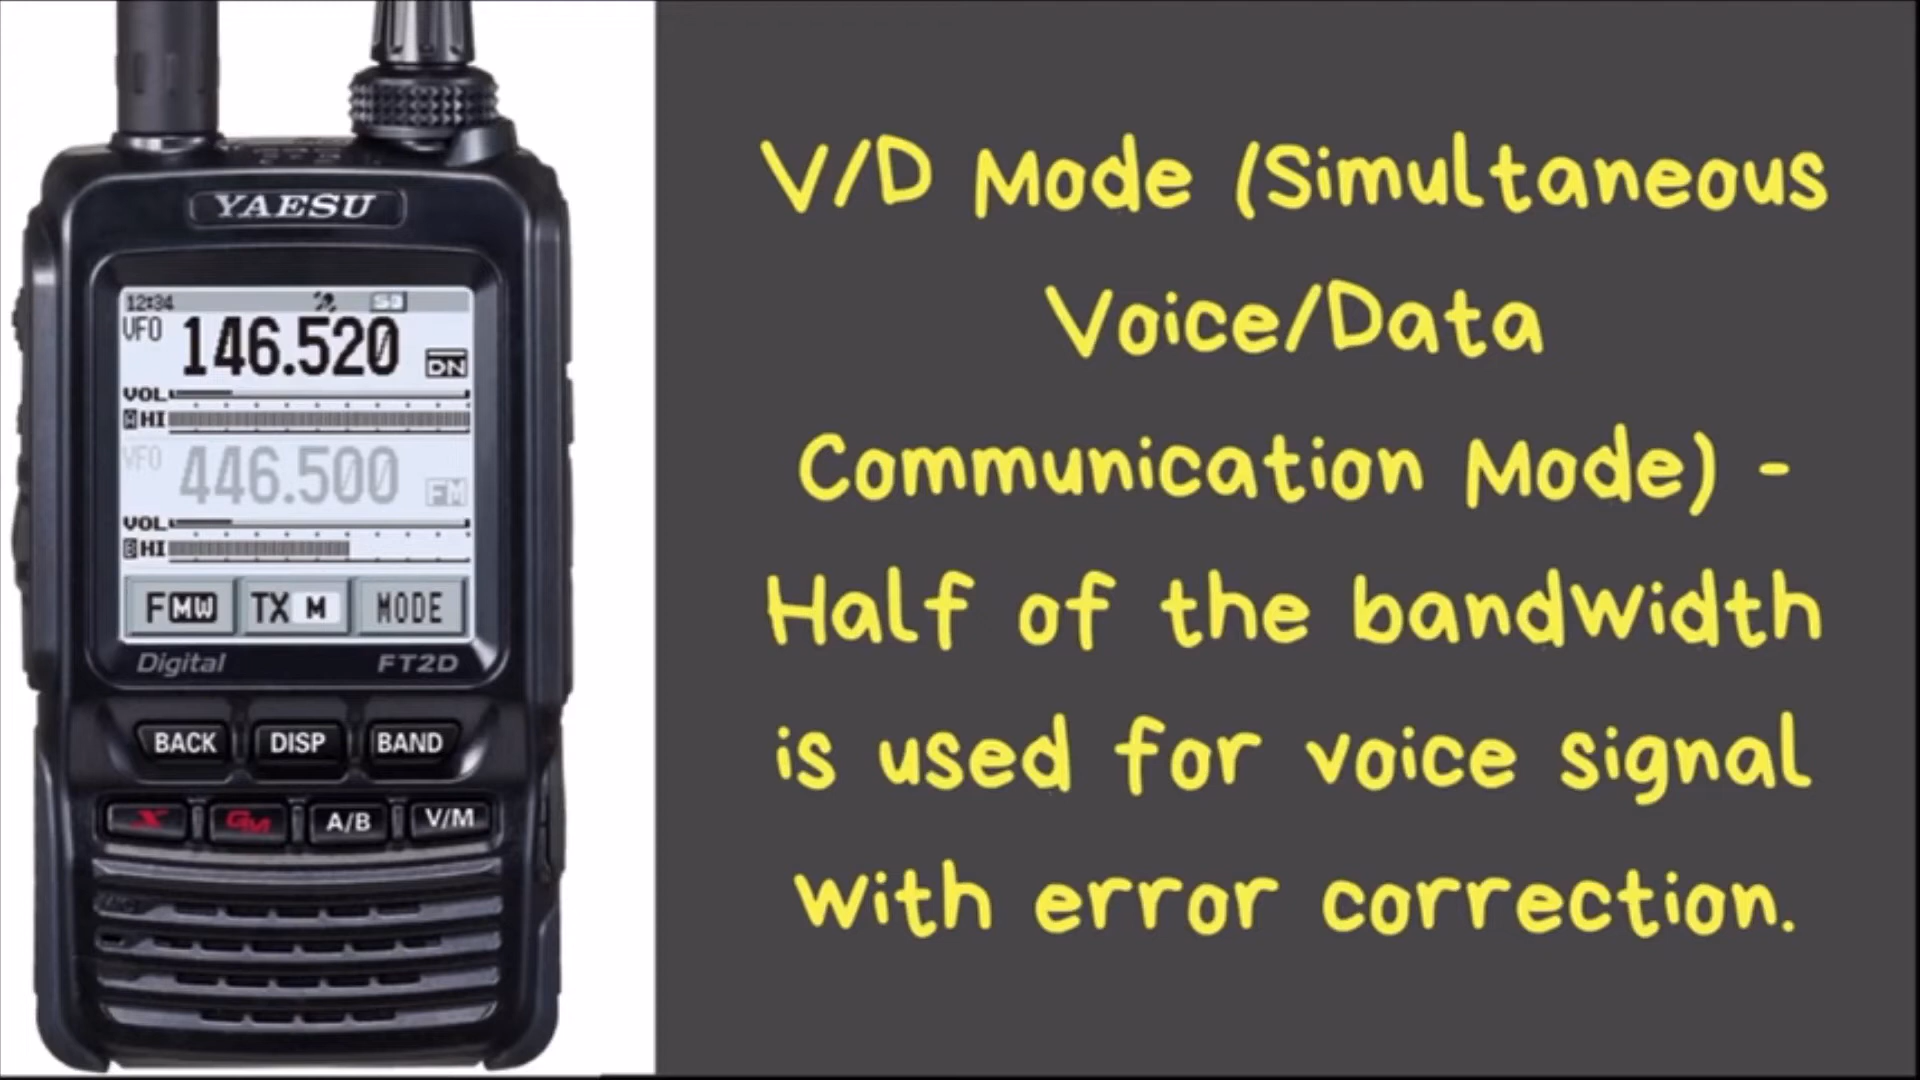 YAESU
12:34
SD
VFO 146.520 DN
VOL
A HI
VFO 446.500 FM
VOL
B HI
F MW TX M MODE
Digital FT2D
BACK DISP BAND
X GM A/B V/M
V/D Mode (Simultaneous
Voice/Data
Communication Mode) -
Half of the bandwidth
is used for voice signal
with error correction.